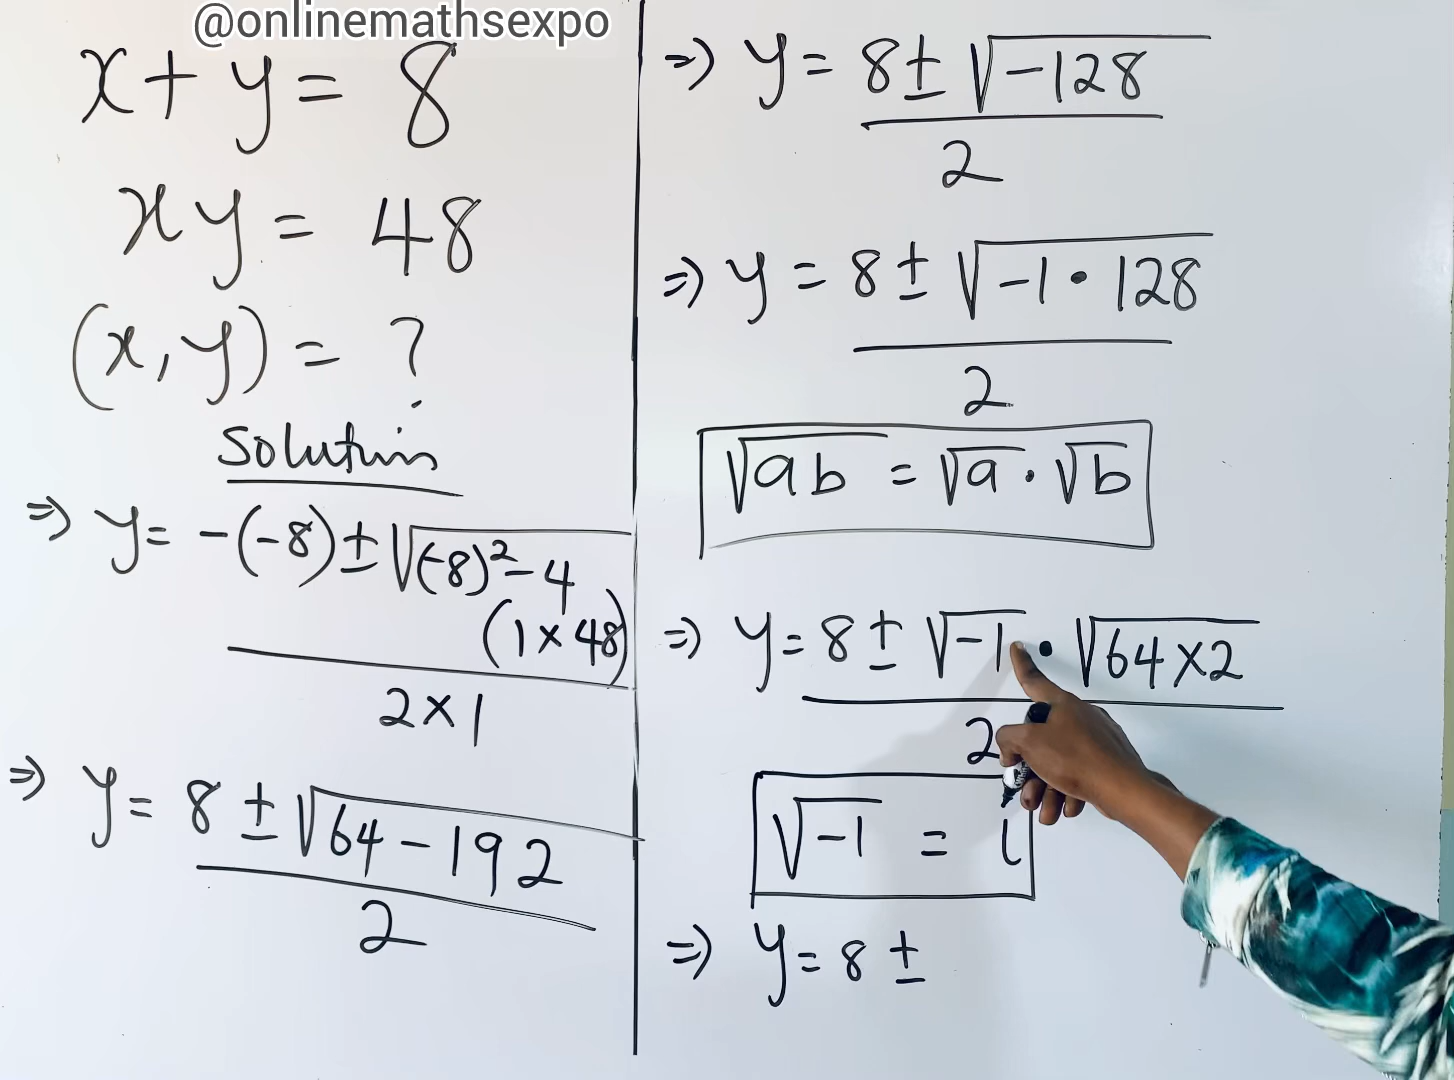 @onlinemathsexpo
x + y = 8
xy = 48
(x, y) = ?
Solution
⇒ y = -(-8) ± √(-8)² - 4
(1 × 48)
2 × 1
⇒ y = 8 ± √64 - 192
2
⇒ y = 8 ± √-128
2
⇒ y = 8 ± √-1 • 128
2
√ab = √a · √b
⇒ y = 8 ± √-1 • √64 × 2
2
√-1 = i
⇒ y = 8 ±